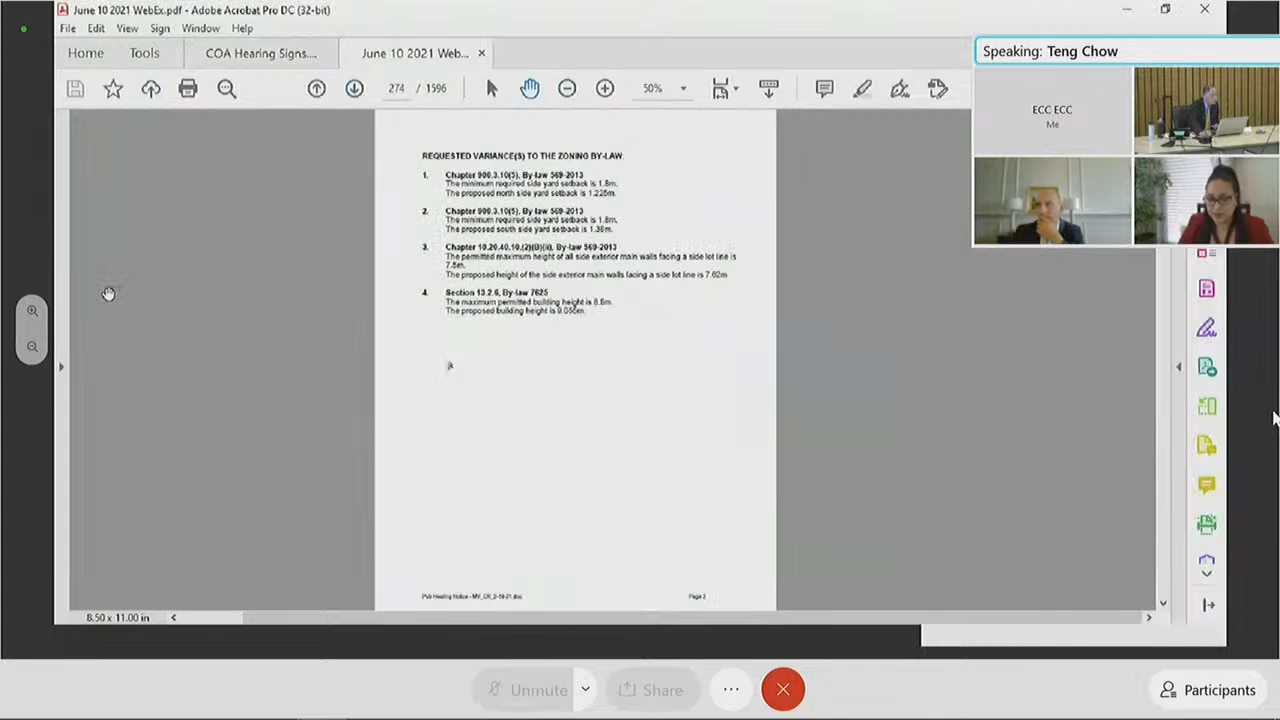 June 10 2021 WebEx.pdf - Adobe Acrobat Pro DC (32-bit)
File Edit View Sign Window Help
Home Tools COA Hearing Signs... June 10 2021 Web... ×
274 / 1596 50%
Speaking: Teng Chow
ECC ECC
Me
REQUESTED VARIANCE(S) TO THE ZONING BY-LAW:
1. Chapter 900.3.10(5), By-law 569-2013
The minimum required side yard setback is 1.8m.
The proposed north side yard setback is 1.225m.
2. Chapter 900.3.10(5), By-law 569-2013
The minimum required side yard setback is 1.8m.
The proposed south side yard setback is 1.38m.
3. Chapter 10.20.40.10.(2)(B)(ii), By-law 569-2013
The permitted maximum height of all side exterior main walls facing a side lot line is
7.5m.
The proposed height of the side exterior main walls facing a side lot line is 7.62m
4. Section 13.2.6, By-law 7625
The maximum permitted building height is 8.8m.
The proposed building height is 9.055m.
Pub Hearing Notice - MV_CR_2-18-21.doc Page 2
8.50 x 11.00 in
Unmute Share Participants